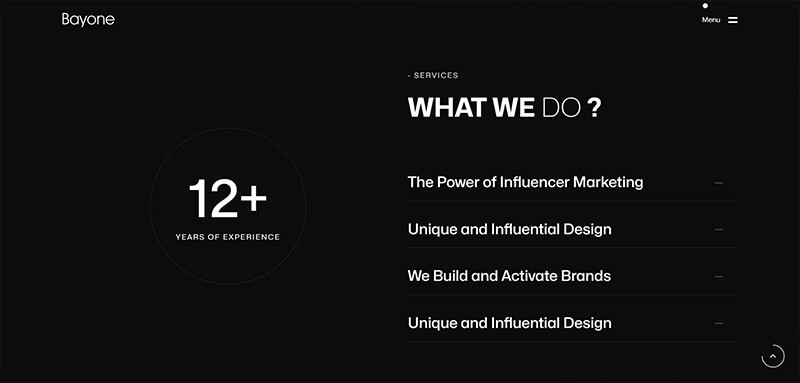 Bayone
Menu
- SERVICES
WHAT WE DO ?
12+
YEARS OF EXPERIENCE
The Power of Influencer Marketing
Unique and Influential Design
We Build and Activate Brands
Unique and Influential Design